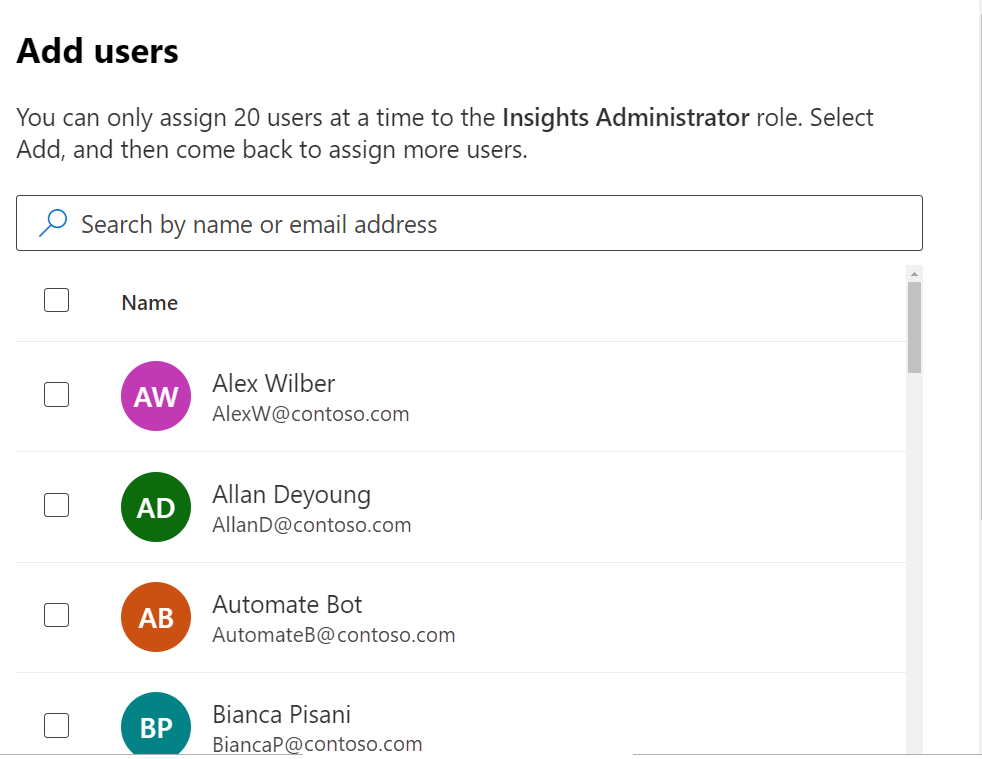 Add users
You can only assign 20 users at a time to the Insights Administrator role. Select
Add, and then come back to assign more users.
Search by name or email address
Name
AW
Alex Wilber
AlexW@contoso.com
AD
Allan Deyoung
AllanD@contoso.com
AB
Automate Bot
AutomateB@contoso.com
BP
Bianca Pisani
BiancaP@contoso.com